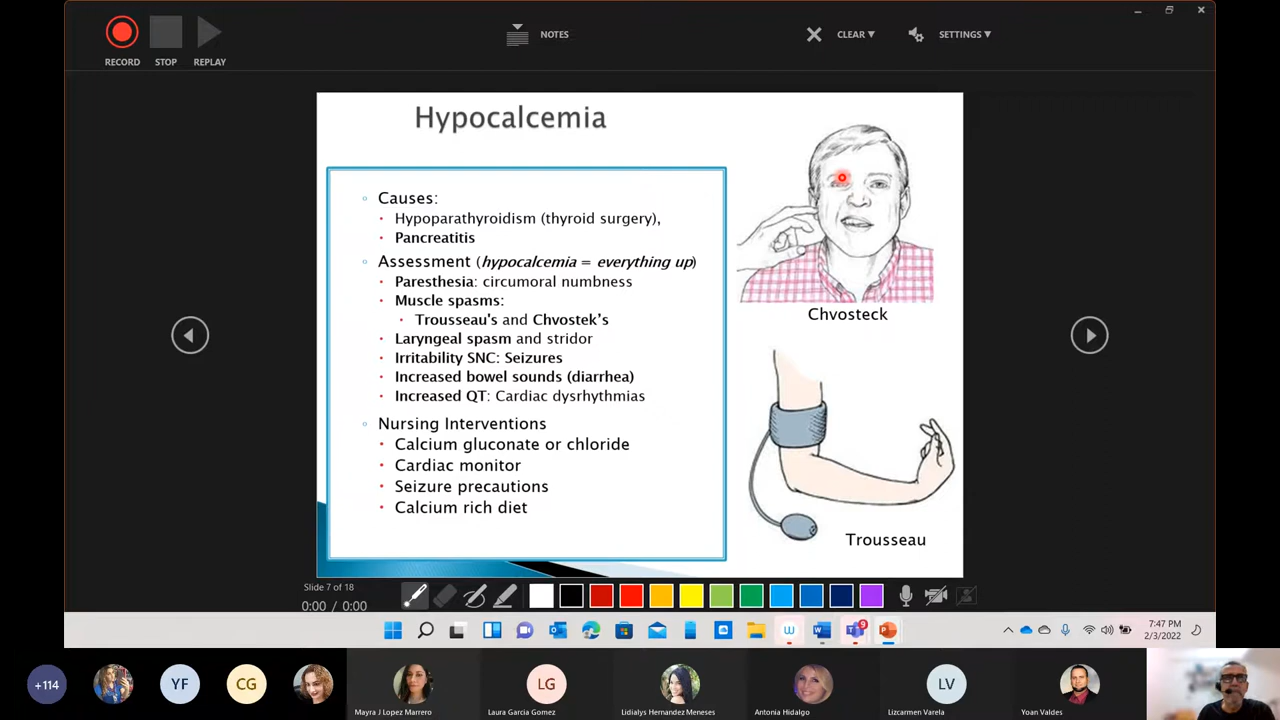 RECORD
STOP
REPLAY
NOTES
CLEAR
SETTINGS
Hypocalcemia
Causes:
Hypoparathyroidism (thyroid surgery),
Pancreatitis
Assessment (hypocalcemia = everything up)
Paresthesia: circumoral numbness
Muscle spasms:
Trousseau's and Chvostek's
Laryngeal spasm and stridor
Irritability SNC: Seizures
Increased bowel sounds (diarrhea)
Increased QT: Cardiac dysrhythmias
Nursing Interventions
Calcium gluconate or chloride
Cardiac monitor
Seizure precautions
Calcium rich diet
Chvosteck
Trousseau
Slide 7 of 18
0:00 / 0:00
9
7:47 PM
2/3/2022
+114
YF
CG
Mayra J Lopez Marrero
LG
Laura Garcia Gomez
Lidialys Hernandez Meneses
Antonia Hidalgo
LV
Lizcarmen Varela
Yoan Valdes